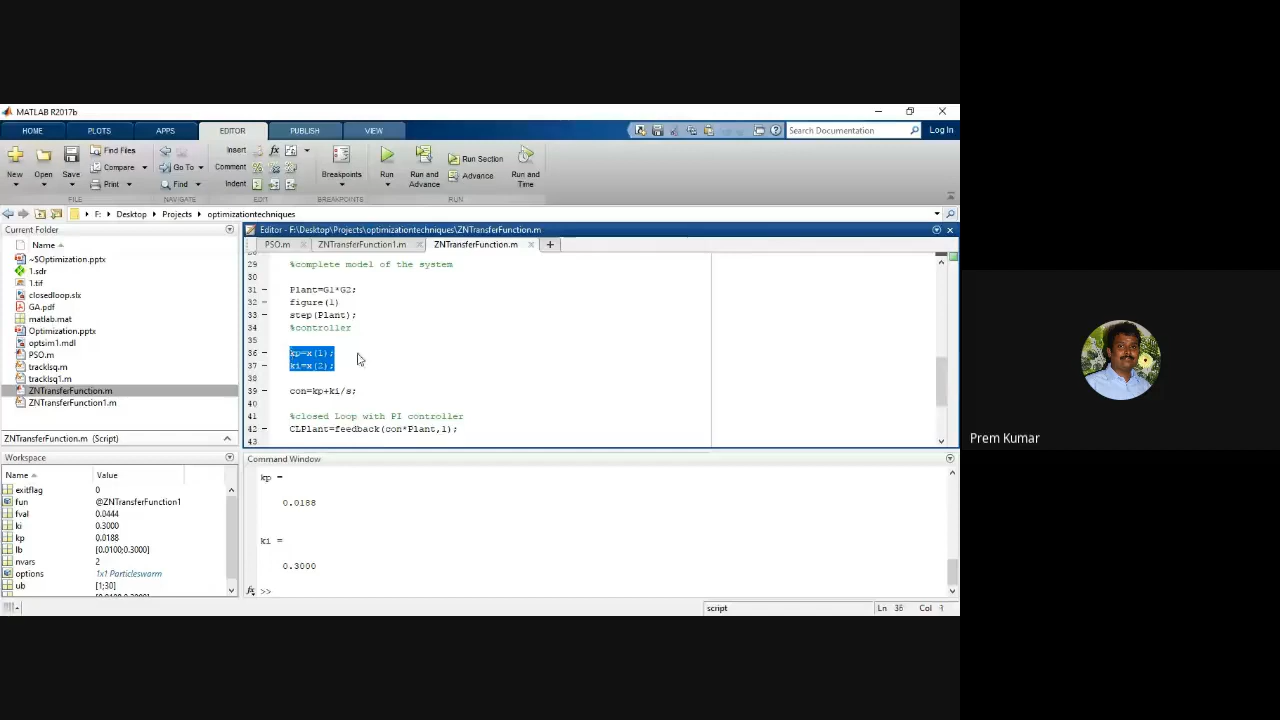 MATLAB R2017b
HOME PLOTS APPS EDITOR PUBLISH VIEW
Search Documentation Log In
New Open Save Find Files Compare Print Go To Find Insert fx Comment Indent Breakpoints Run Run and Advance Run Section Advance Run and Time
FILE NAVIGATE EDIT BREAKPOINTS RUN
F: Desktop Projects optimizationtechniques
Current Folder
Name
~$Optimization.pptx
1.sdr
1.tif
closedloop.slx
GA.pdf
matlab.mat
Optimization.pptx
optsim1.mdl
PSO.m
tracklsq.m
tracklsq1.m
ZNTransferFunction.m
ZNTransferFunction1.m
ZNTransferFunction.m (Script)
Workspace
Name Value
exitflag 0
fun @ZNTransferFunction1
fval 0.0444
ki 0.3000
kp 0.0188
lb [0.0100;0.3000]
nvars 2
options 1x1 Particleswarm
ub [1;30]
Editor - F:\Desktop\Projects\optimizationtechniques\ZNTransferFunction.m
PSO.m ZNTransferFunction1.m ZNTransferFunction.m
29 %complete model of the system
30
31 Plant=G1*G2;
32 figure(1)
33 step(Plant);
34 %controller
35
36 kp=x(1);
37 ki=x(2);
38
39 con=kp+ki/s;
40
41 %closed Loop with PI controller
42 CLPlant=feedback(con*Plant,1);
43
Command Window
kp =
0.0188
ki =
0.3000
fx >>
script Ln 36 Col 1
Prem Kumar